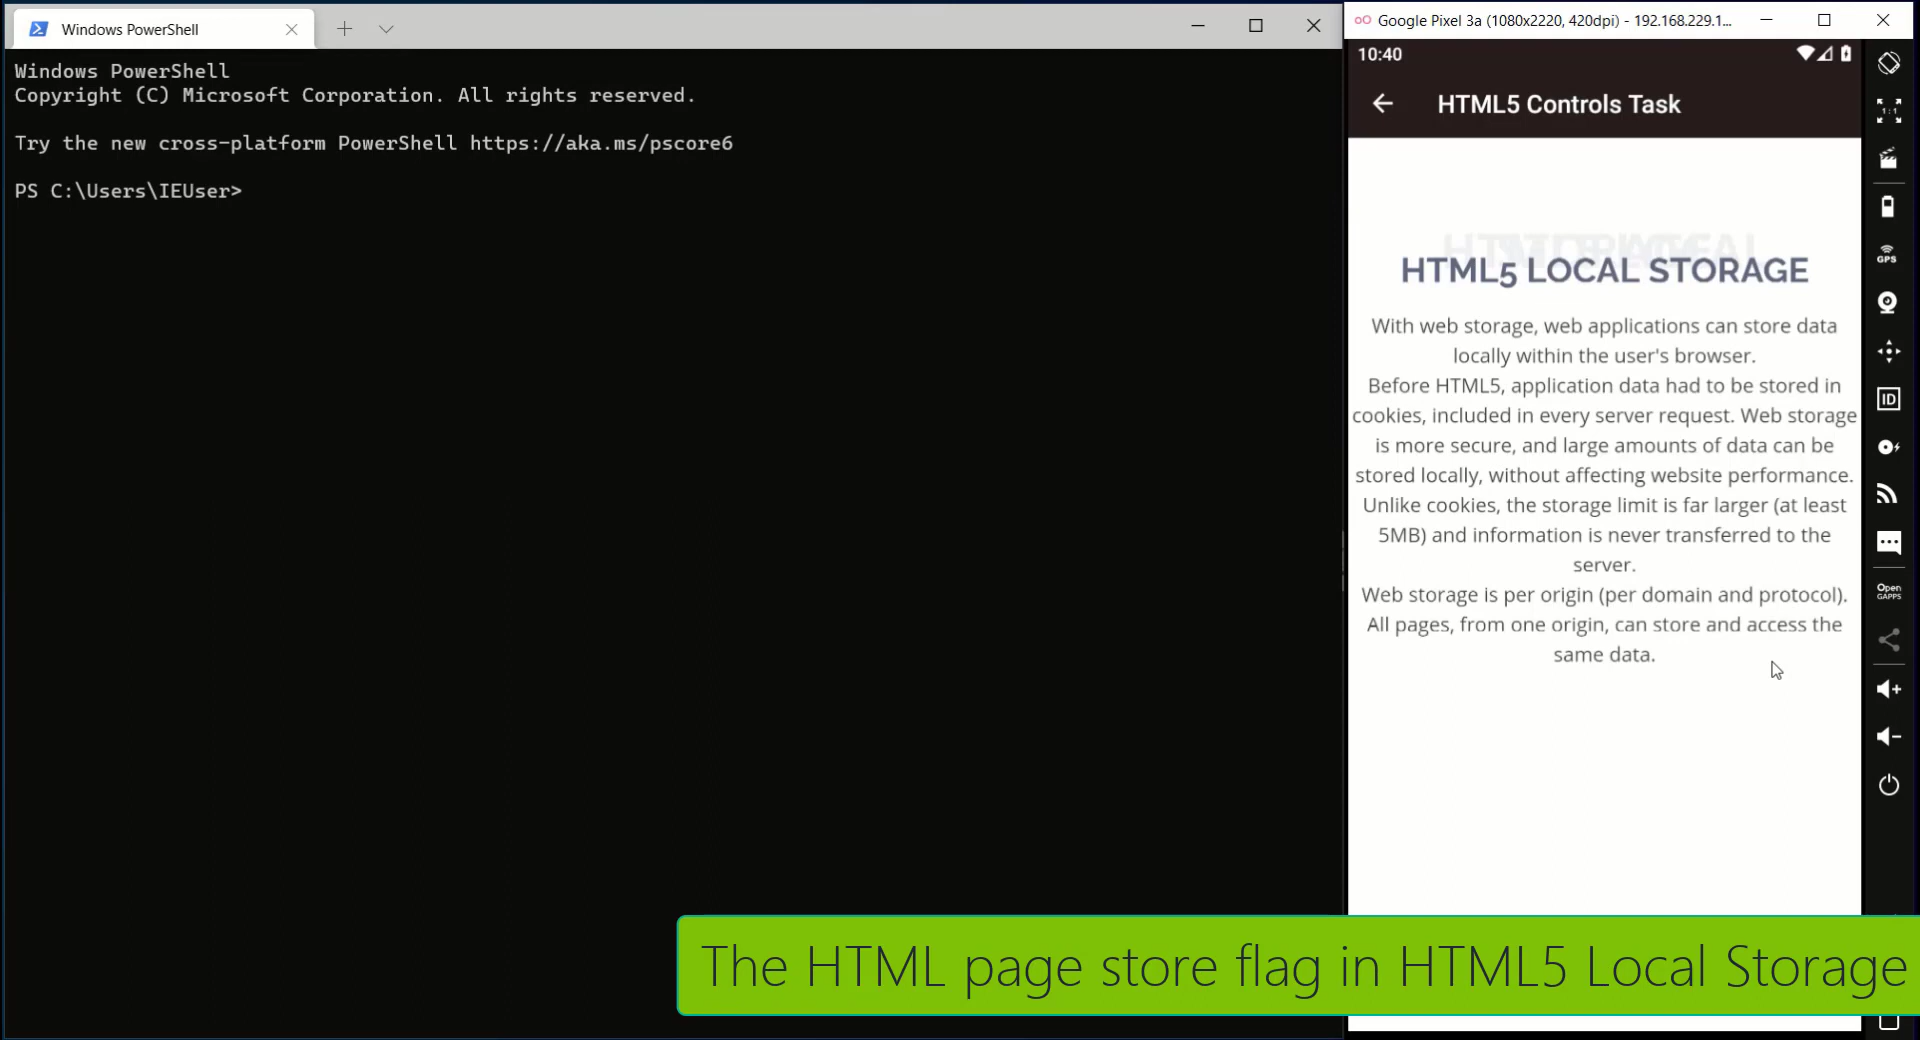 Windows PowerShell
Windows PowerShell
Copyright (C) Microsoft Corporation. All rights reserved.
Try the new cross-platform PowerShell https://aka.ms/pscore6
PS C:\Users\IEUser>
Google Pixel 3a (1080x2220, 420dpi) - 192.168.229.1...
10:40
HTML5 Controls Task
HTML5 LOCAL STORAGE
With web storage, web applications can store data
locally within the user's browser.
Before HTML5, application data had to be stored in
cookies, included in every server request. Web storage
is more secure, and large amounts of data can be
stored locally, without affecting website performance.
Unlike cookies, the storage limit is far larger (at least
5MB) and information is never transferred to the
server.
Web storage is per origin (per domain and protocol).
All pages, from one origin, can store and access the
same data.
1:1
GPS
ID
Open
GAPPS
The HTML page store flag in HTML5 Local Storage